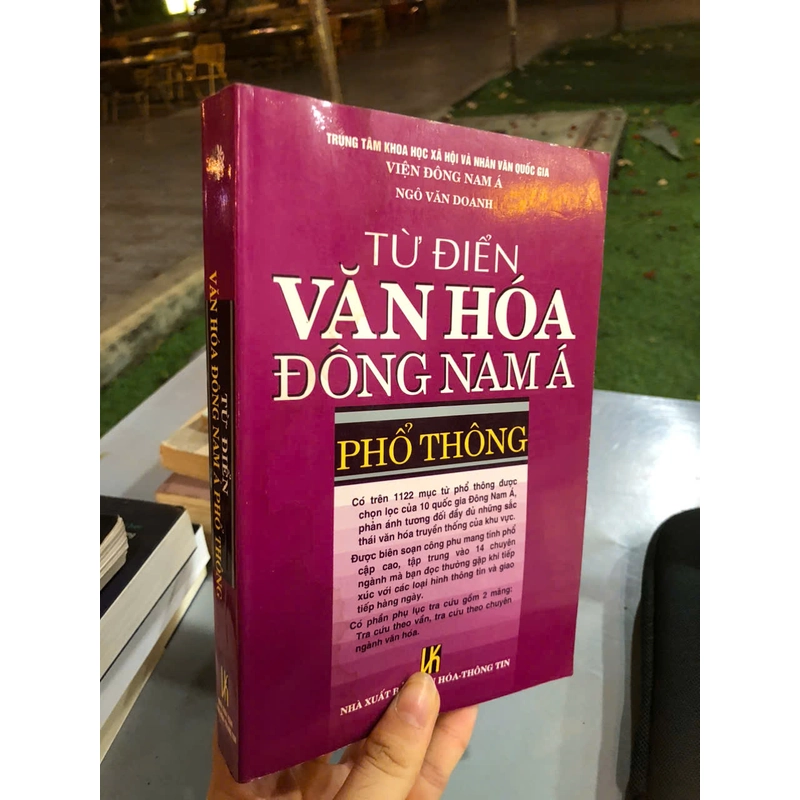 TRUNG TÂM KHOA HỌC XÃ HỘI VÀ NHÂN VĂN QUỐC GIA
VIỆN ĐÔNG NAM Á
NGÔ VĂN DOANH
TỪ ĐIỂN
VĂN HÓA
ĐÔNG NAM Á
PHỔ THÔNG
Có trên 1122 mục từ phổ thông được
chọn lọc của 10 quốc gia Đông Nam Á,
phản ánh tương đối đầy đủ những sắc
thái văn hóa truyền thống của khu vực.
Được biên soạn công phu mang tính phổ
cập cao, tập trung vào 14 chuyên
ngành mà bạn đọc thường gặp khi tiếp
xúc với các loại hình thông tin và giao
tiếp hàng ngày.
Có phần phụ lục tra cứu gồm 2 mảng:
Tra cứu theo vần, tra cứu theo chuyên
ngành văn hóa.
NHÀ XUẤT HÓA-THÔNG TIN
TỪ ĐIỂN
VĂN HÓA ĐÔNG NAM Á PHỔ THÔNG